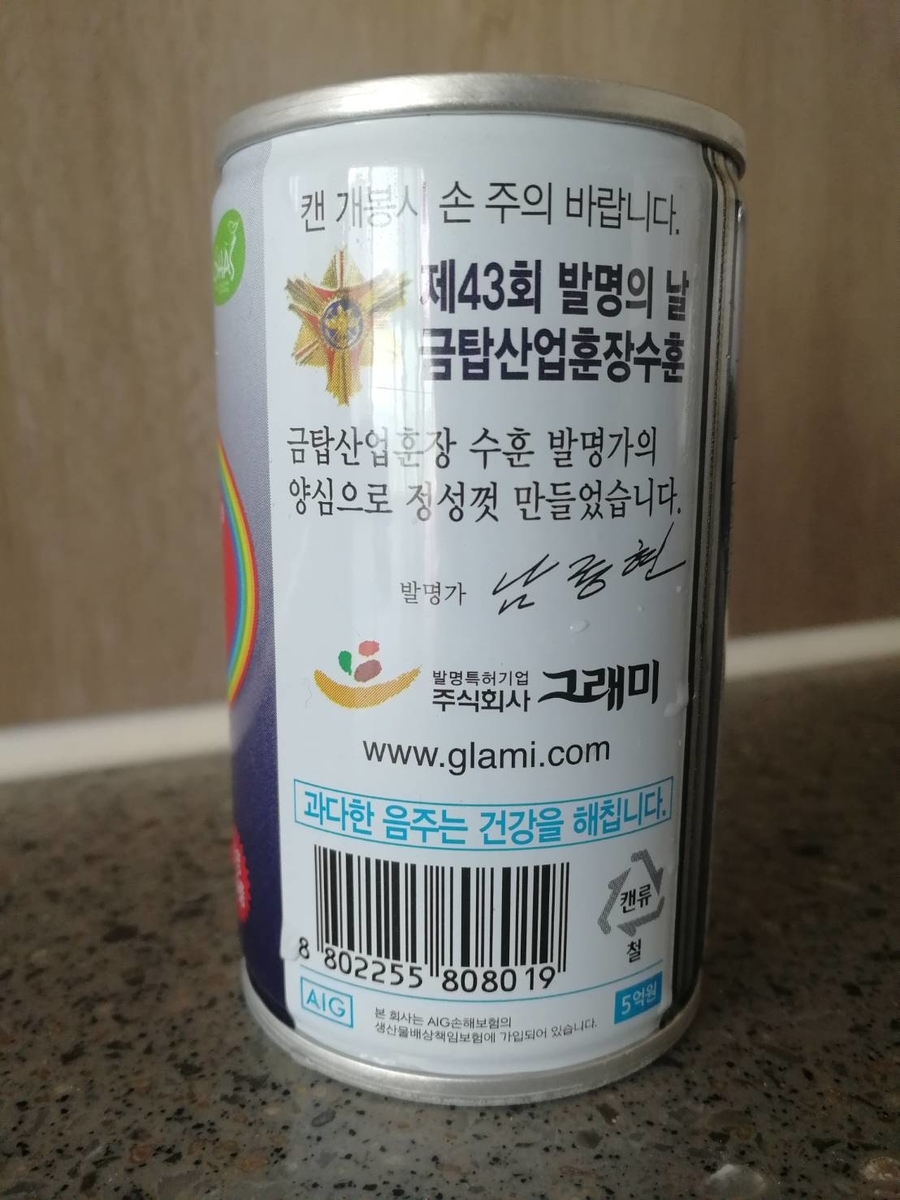 캔 개봉시 손 주의 바랍니다.
제43회 발명의 날
금탑산업훈장수훈
금탑산업훈장 수훈 발명가의
양심으로 정성껏 만들었습니다.
발명가 남종현
발명특허기업
주식회사 그래미
www.glami.com
과다한 음주는 건강을 해칩니다.
캔류
철
8 802255 808019
AIG
본 회사는 AIG손해보험의
생산물배상책임보험에 가입되어 있습니다.
5억원